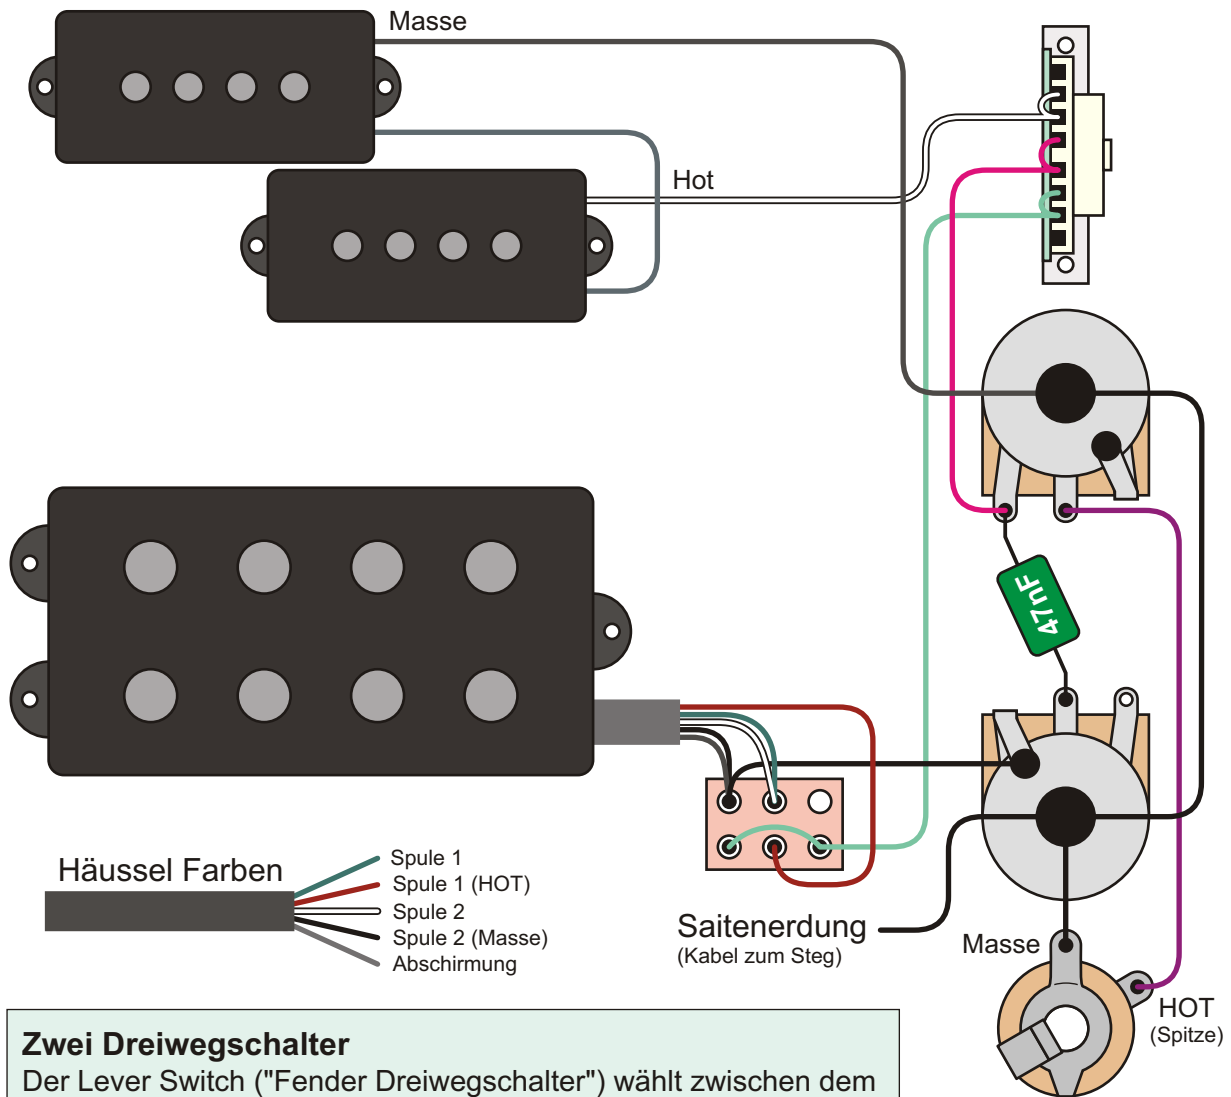 Masse
Hot
47nF
Häussel Farben
Spule 1
Spule 1 (HOT)
Spule 2
Spule 2 (Masse)
Abschirmung
Saitenerdung
(Kabel zum Steg)
Masse
HOT
(Spitze)
Zwei Dreiwegschalter
Der Lever Switch ("Fender Dreiwegschalter") wählt zwischen dem